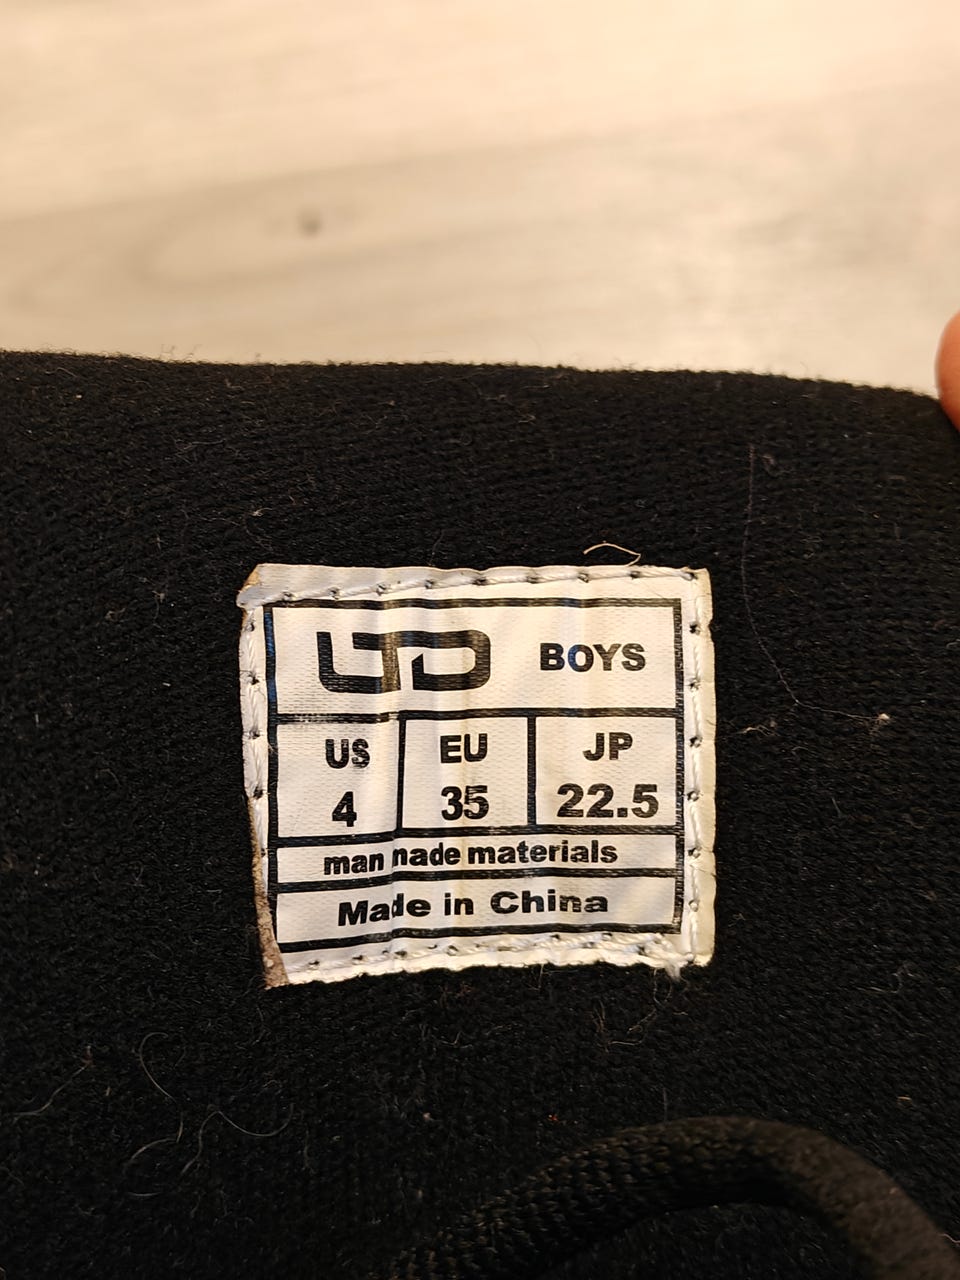 LTD BOYS
US EU JP
4 35 22.5
man made materials
Made in China